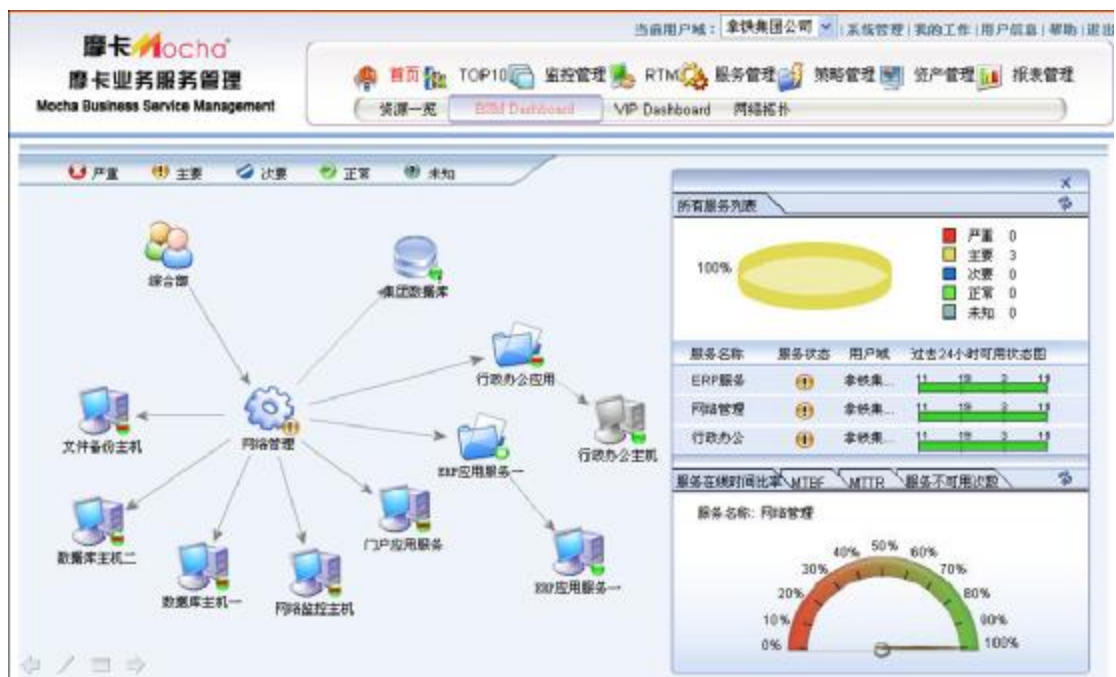 当前用户域： 拿铁集团公司 | 系统管理 | 我的工作 | 用户信息 | 帮助 | 退出
摩卡Mocha
摩卡业务服务管理
Mocha Business Service Management
首页 TOP10 监控管理 RTM 服务管理 策略管理 资产管理 报表管理
资源一览 BSM Dashboard VIP Dashboard 网络拓扑
严重 主要 次要 正常 未知
综合部
集团数据库
行政办公应用
文件备份主机
网络管理
ERP应用服务一
行政办公主机
数据库主机二
门户应用服务
数据库主机一
网络监控主机
ERP应用服务一
所有服务列表
100%
严重 0
主要 3
次要 0
正常 0
未知 0
服务名称 服务状态 用户域 过去24小时可用状态图
ERP服务 拿铁集... 11 19 3 11
网络管理 拿铁集... 11 19 3 11
行政办公 拿铁集... 11 19 3 11
服务在线时间比率 MTBF MTTR 服务不可用次数
服务名称: 网络管理
0% 10% 20% 30% 40% 50% 60% 70% 80% 90% 100%